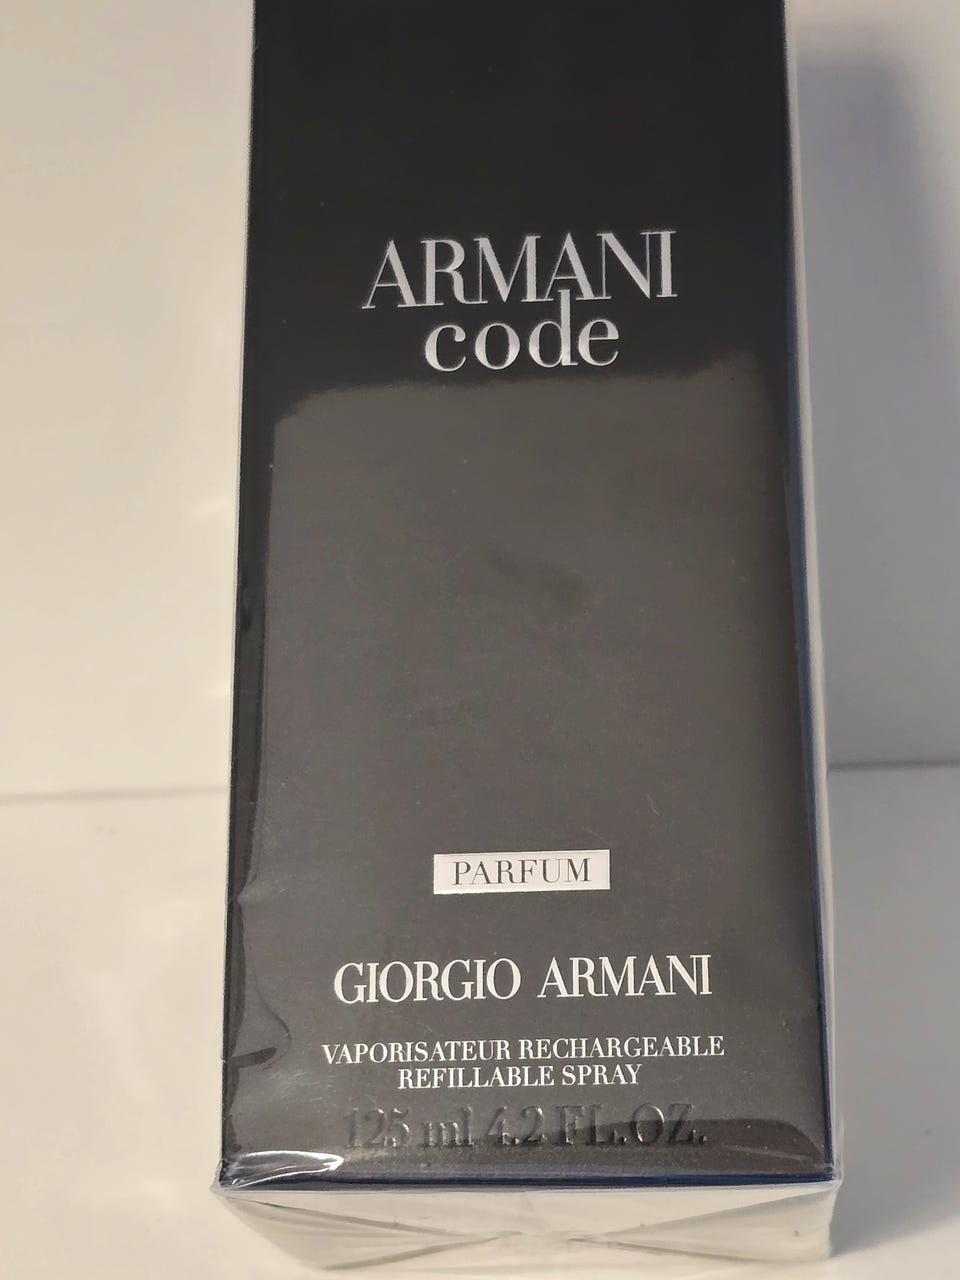 ARMANI
code
PARFUM
GIORGIO ARMANI
VAPORISATEUR RECHARGEABLE
REFILLABLE SPRAY
125 ml 4.2 FL.OZ.